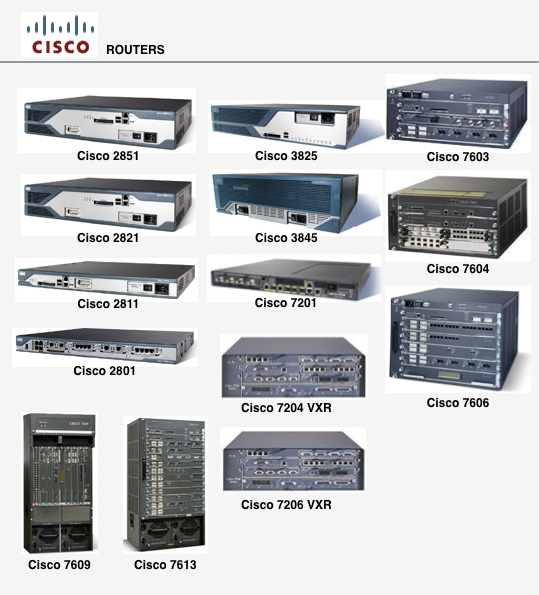 CISCO
ROUTERS
Cisco 2851
Cisco 3825
Cisco 7603
Cisco 2821
Cisco 3845
Cisco 7604
Cisco 2811
Cisco 7201
Cisco 2801
Cisco 7606
Cisco 7204 VXR
Cisco 7206 VXR
Cisco 7609
Cisco 7613